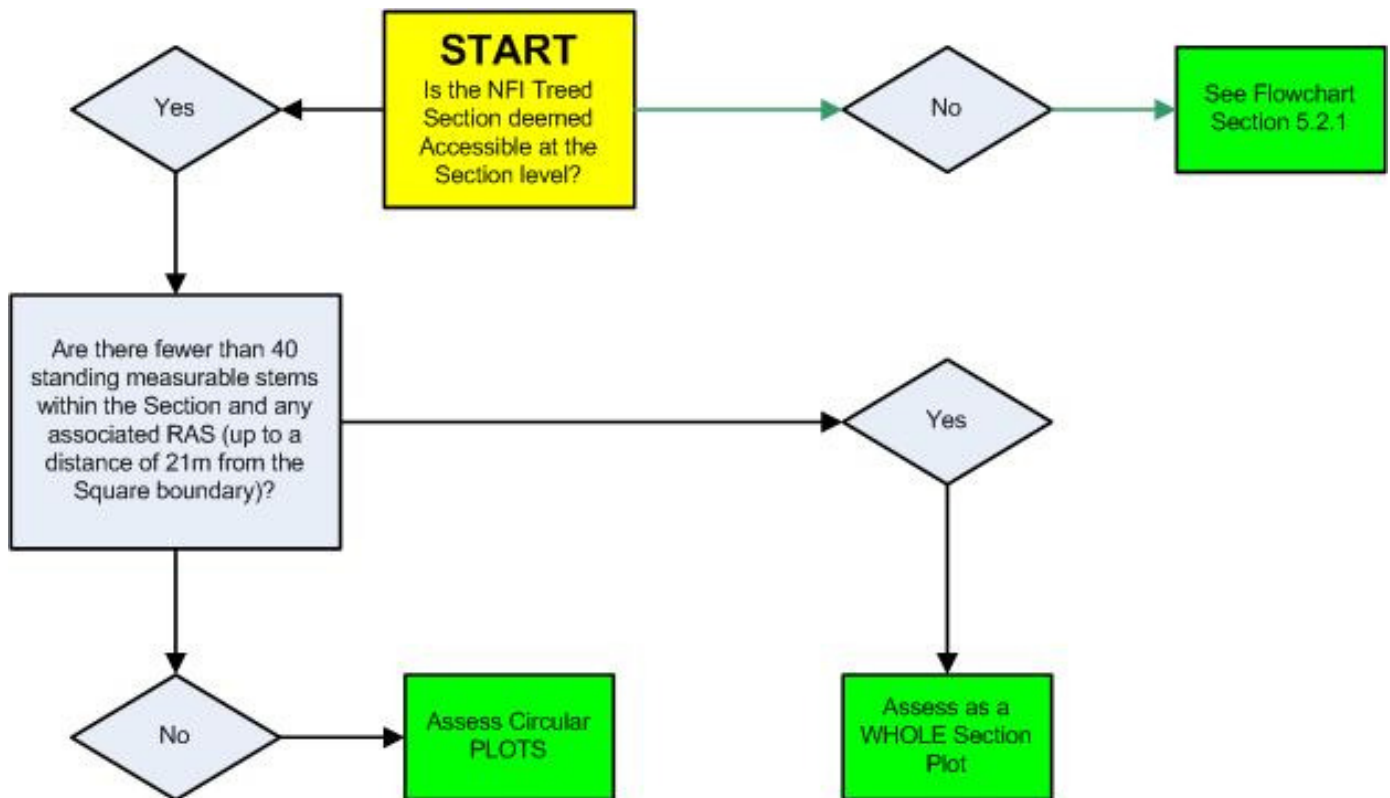 START
Is the NFI Treed
Section deemed
Accessible at the
Section level?
Yes
No
See Flowchart
Section 5.2.1
Are there fewer than 40
standing measurable stems
within the Section and any
associated RAS (up to a
distance of 21m from the
Square boundary)?
Yes
No
Assess Circular
PLOTS
Assess as a
WHOLE Section
Plot